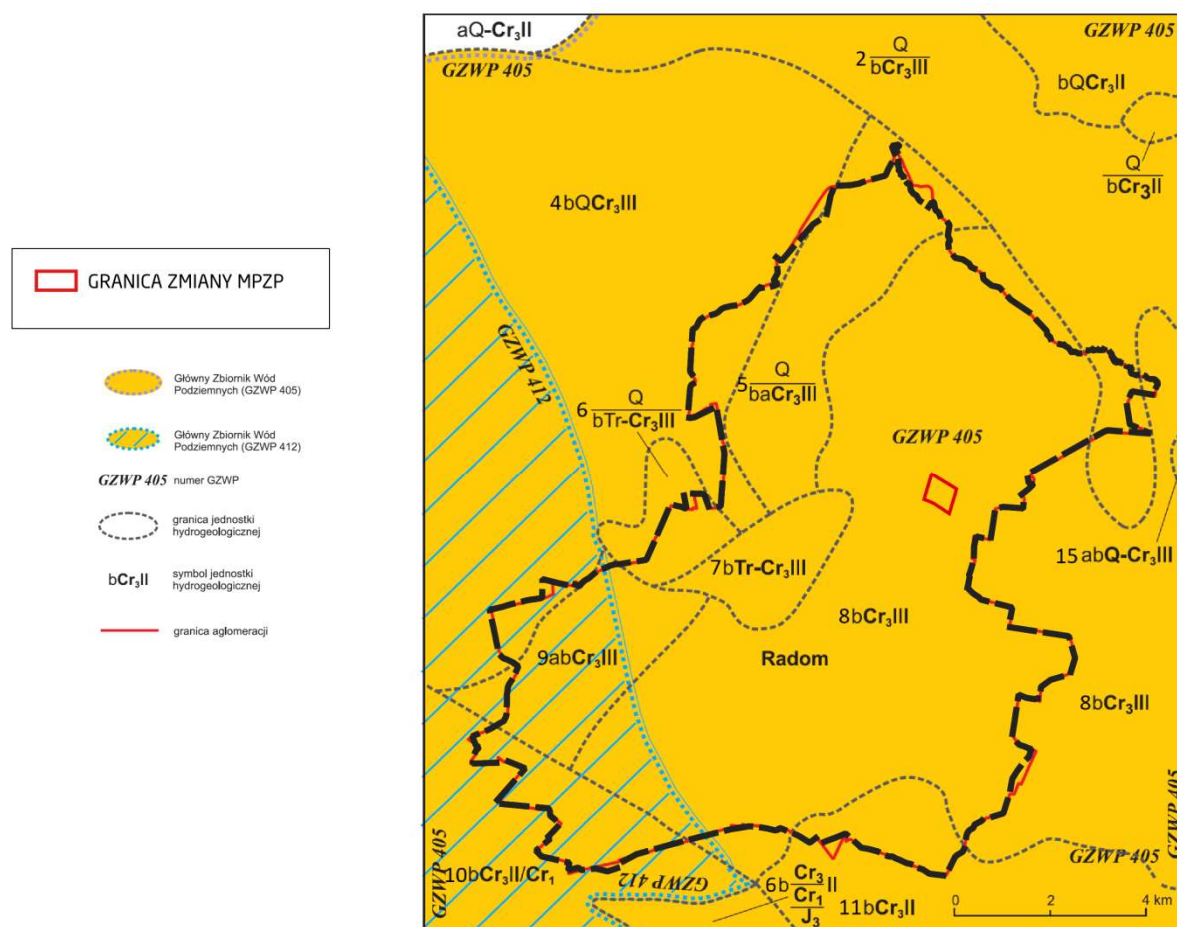 GRANICA ZMIANY MPZP
Główny Zbiornik Wód
Podziemnych (GZWP 405)
Główny Zbiornik Wód
Podziemnych (GZWP 412)
GZWP 405 numer GZWP
granica jednostki
hydrogeologicznej
bCr₃II symbol jednostki
hydrogeologicznej
granica aglomeracji
aQ-Cr₃II
GZWP 405
GZWP 405
2 Q
bCr₃III
bQCr₃II
Q
bCr₃II
4bQCr₃III
GZWP 412
5 Q
baCr₃III
6 Q
bTr-Cr₃III
GZWP 405
7bTr-Cr₃III
15 abQ-Cr₃III
8bCr₃III
9abCr₃III
Radom
8bCr₃III
GZWP 405
GZWP 405
GZWP 405
10bCr₃II/Cr₁
GZWP 412
6b Cr₃ II
Cr₁
J₃
11bCr₃II
0 2 4 km